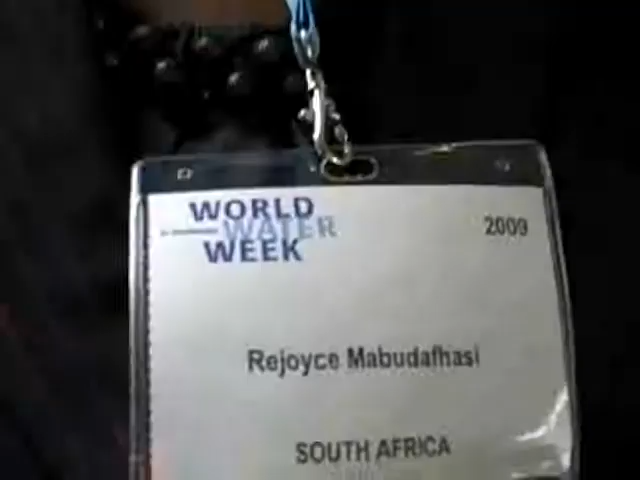 WORLD
WATER
WEEK
2009
Rejoyce Mabudafhasi
SOUTH AFRICA